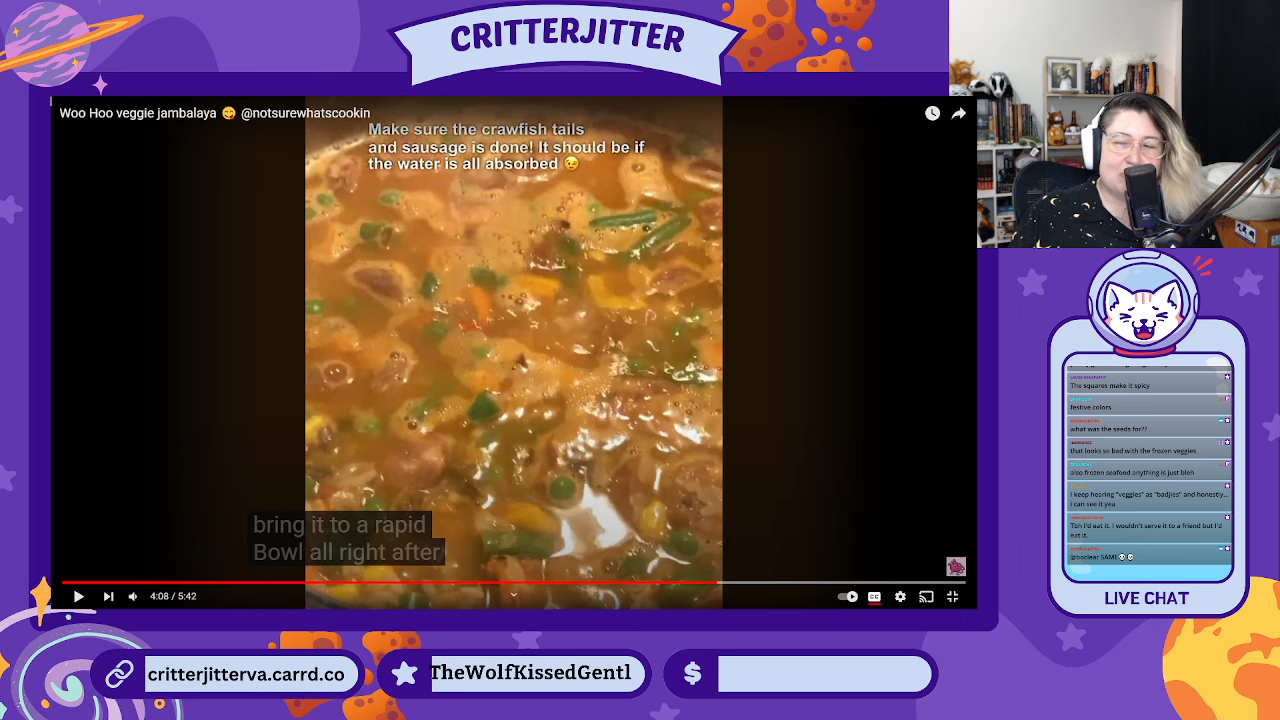 CRITTERJITTER
Woo Hoo veggie jambalaya 😋 @notsurewhatscookin
Make sure the crawfish tails
and sausage is done! It should be if
the water is all absorbed 😉
bring it to a rapid
Bowl all right after
4:08 / 5:42
CC
The squares make it spicy
festive colors
what was the seeds for??
that looks so bad with the frozen veggies
also frozen seafood anything is just bleh
i keep hearing "veggies" as "badjies" and honestly...
i can see it yea
Tbh I'd eat it. I wouldn't serve it to a friend but I'd
eat it.
@boclear SAME💀💀
LIVE CHAT
critterjitterva.carrd.co
TheWolfKissedGentl
$